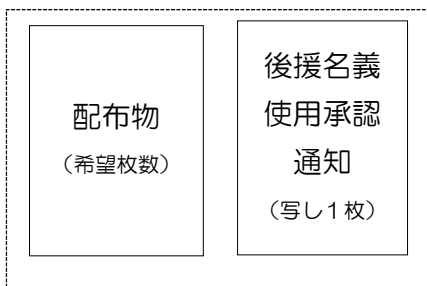 配布物
（希望枚数）
後援名義
使用承認
通知
（写し１枚）